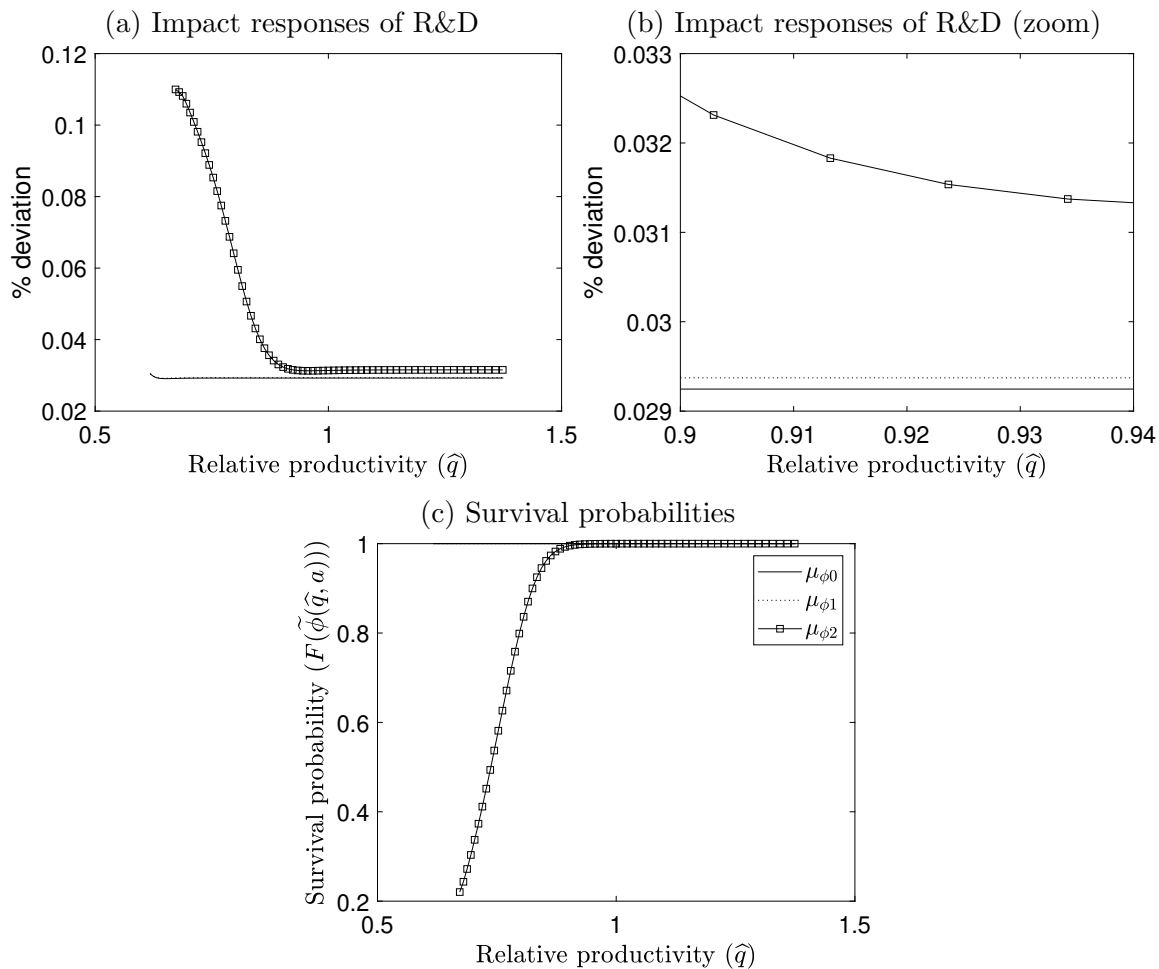 (a) Impact responses of R&D
0.12
0.1
0.08
0.06
0.04
0.02
% deviation
0.5
1
1.5
Relative productivity (q̂)
(b) Impact responses of R&D (zoom)
0.033
0.032
0.031
0.03
0.029
% deviation
0.9
0.91
0.92
0.93
0.94
Relative productivity (q̂)
(c) Survival probabilities
1
0.8
0.6
0.4
0.2
Survival probability (F(φ̃(q̂, a)))
μφ0
μφ1
μφ2
0.5
1
1.5
Relative productivity (q̂)